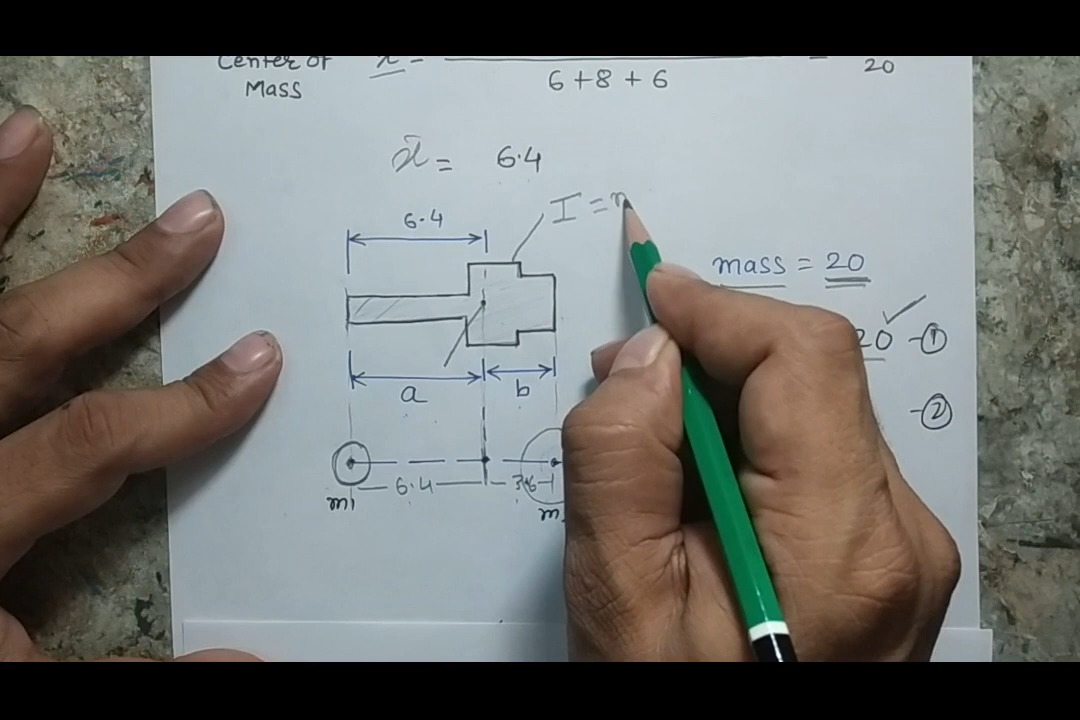 Center of x̄ = 
Mass 6 + 8 + 6 = 20
x̄ = 6.4
6.4
I =
mass = 20
20 - ①
a b
- ②
6.4 3.6
m1 m